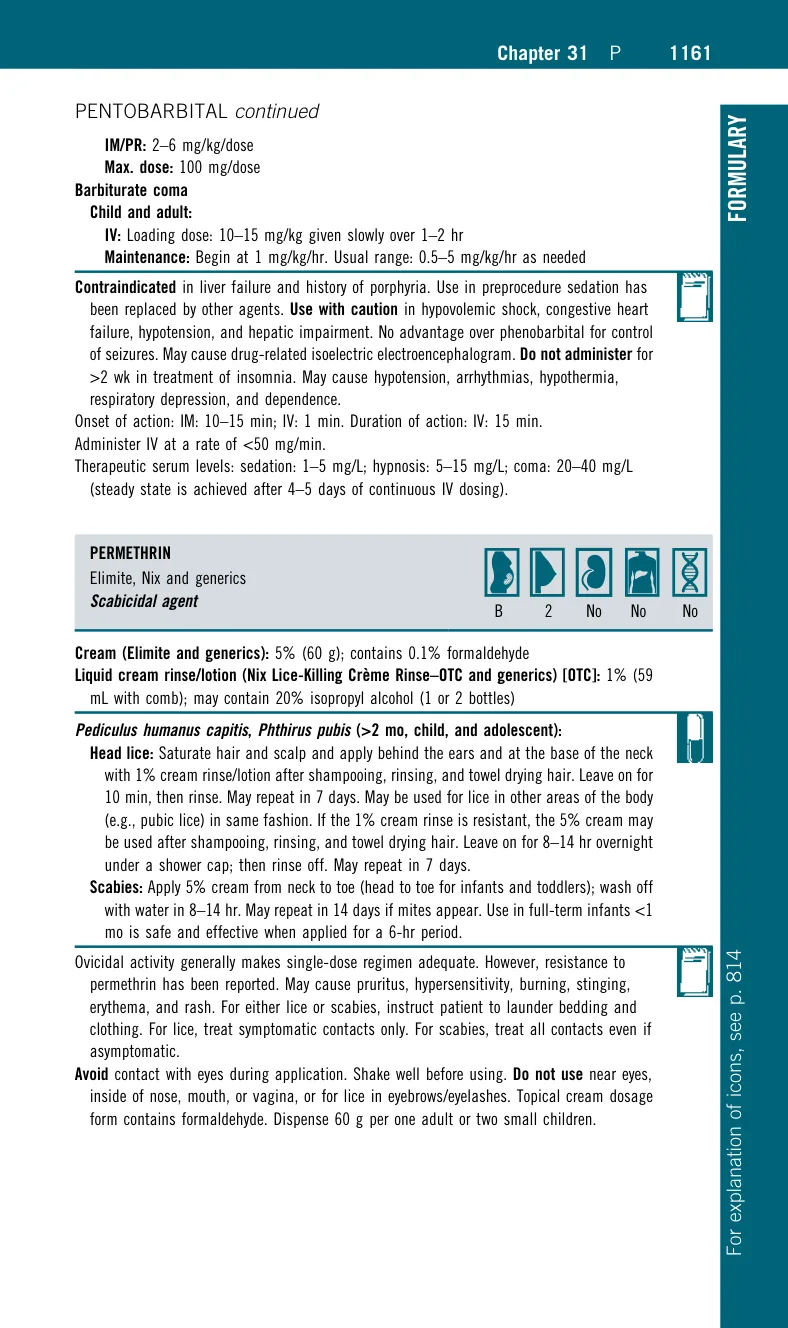 Chapter 31 P 1161
PENTOBARBITAL continued
IM/PR: 2–6 mg/kg/dose
Max. dose: 100 mg/dose
Barbiturate coma
Child and adult:
IV: Loading dose: 10–15 mg/kg given slowly over 1–2 hr
Maintenance: Begin at 1 mg/kg/hr. Usual range: 0.5–5 mg/kg/hr as needed
Contraindicated in liver failure and history of porphyria. Use in preprocedure sedation has
been replaced by other agents. Use with caution in hypovolemic shock, congestive heart
failure, hypotension, and hepatic impairment. No advantage over phenobarbital for control
of seizures. May cause drug-related isoelectric electroencephalogram. Do not administer for
>2 wk in treatment of insomnia. May cause hypotension, arrhythmias, hypothermia,
respiratory depression, and dependence.
Onset of action: IM: 10–15 min; IV: 1 min. Duration of action: IV: 15 min.
Administer IV at a rate of <50 mg/min.
Therapeutic serum levels: sedation: 1–5 mg/L; hypnosis: 5–15 mg/L; coma: 20–40 mg/L
(steady state is achieved after 4–5 days of continuous IV dosing).
PERMETHRIN
Elimite, Nix and generics
Scabicidal agent
B 2 No No No
Cream (Elimite and generics): 5% (60 g); contains 0.1% formaldehyde
Liquid cream rinse/lotion (Nix Lice-Killing Crème Rinse–OTC and generics) [OTC]: 1% (59
mL with comb); may contain 20% isopropyl alcohol (1 or 2 bottles)
Pediculus humanus capitis, Phthirus pubis (>2 mo, child, and adolescent):
Head lice: Saturate hair and scalp and apply behind the ears and at the base of the neck
with 1% cream rinse/lotion after shampooing, rinsing, and towel drying hair. Leave on for
10 min, then rinse. May repeat in 7 days. May be used for lice in other areas of the body
(e.g., pubic lice) in same fashion. If the 1% cream rinse is resistant, the 5% cream may
be used after shampooing, rinsing, and towel drying hair. Leave on for 8–14 hr overnight
under a shower cap; then rinse off. May repeat in 7 days.
Scabies: Apply 5% cream from neck to toe (head to toe for infants and toddlers); wash off
with water in 8–14 hr. May repeat in 14 days if mites appear. Use in full-term infants <1
mo is safe and effective when applied for a 6-hr period.
Ovicidal activity generally makes single-dose regimen adequate. However, resistance to
permethrin has been reported. May cause pruritus, hypersensitivity, burning, stinging,
erythema, and rash. For either lice or scabies, instruct patient to launder bedding and
clothing. For lice, treat symptomatic contacts only. For scabies, treat all contacts even if
asymptomatic.
Avoid contact with eyes during application. Shake well before using. Do not use near eyes,
inside of nose, mouth, or vagina, or for lice in eyebrows/eyelashes. Topical cream dosage
form contains formaldehyde. Dispense 60 g per one adult or two small children.
FORMULARY
For explanation of icons, see p. 814